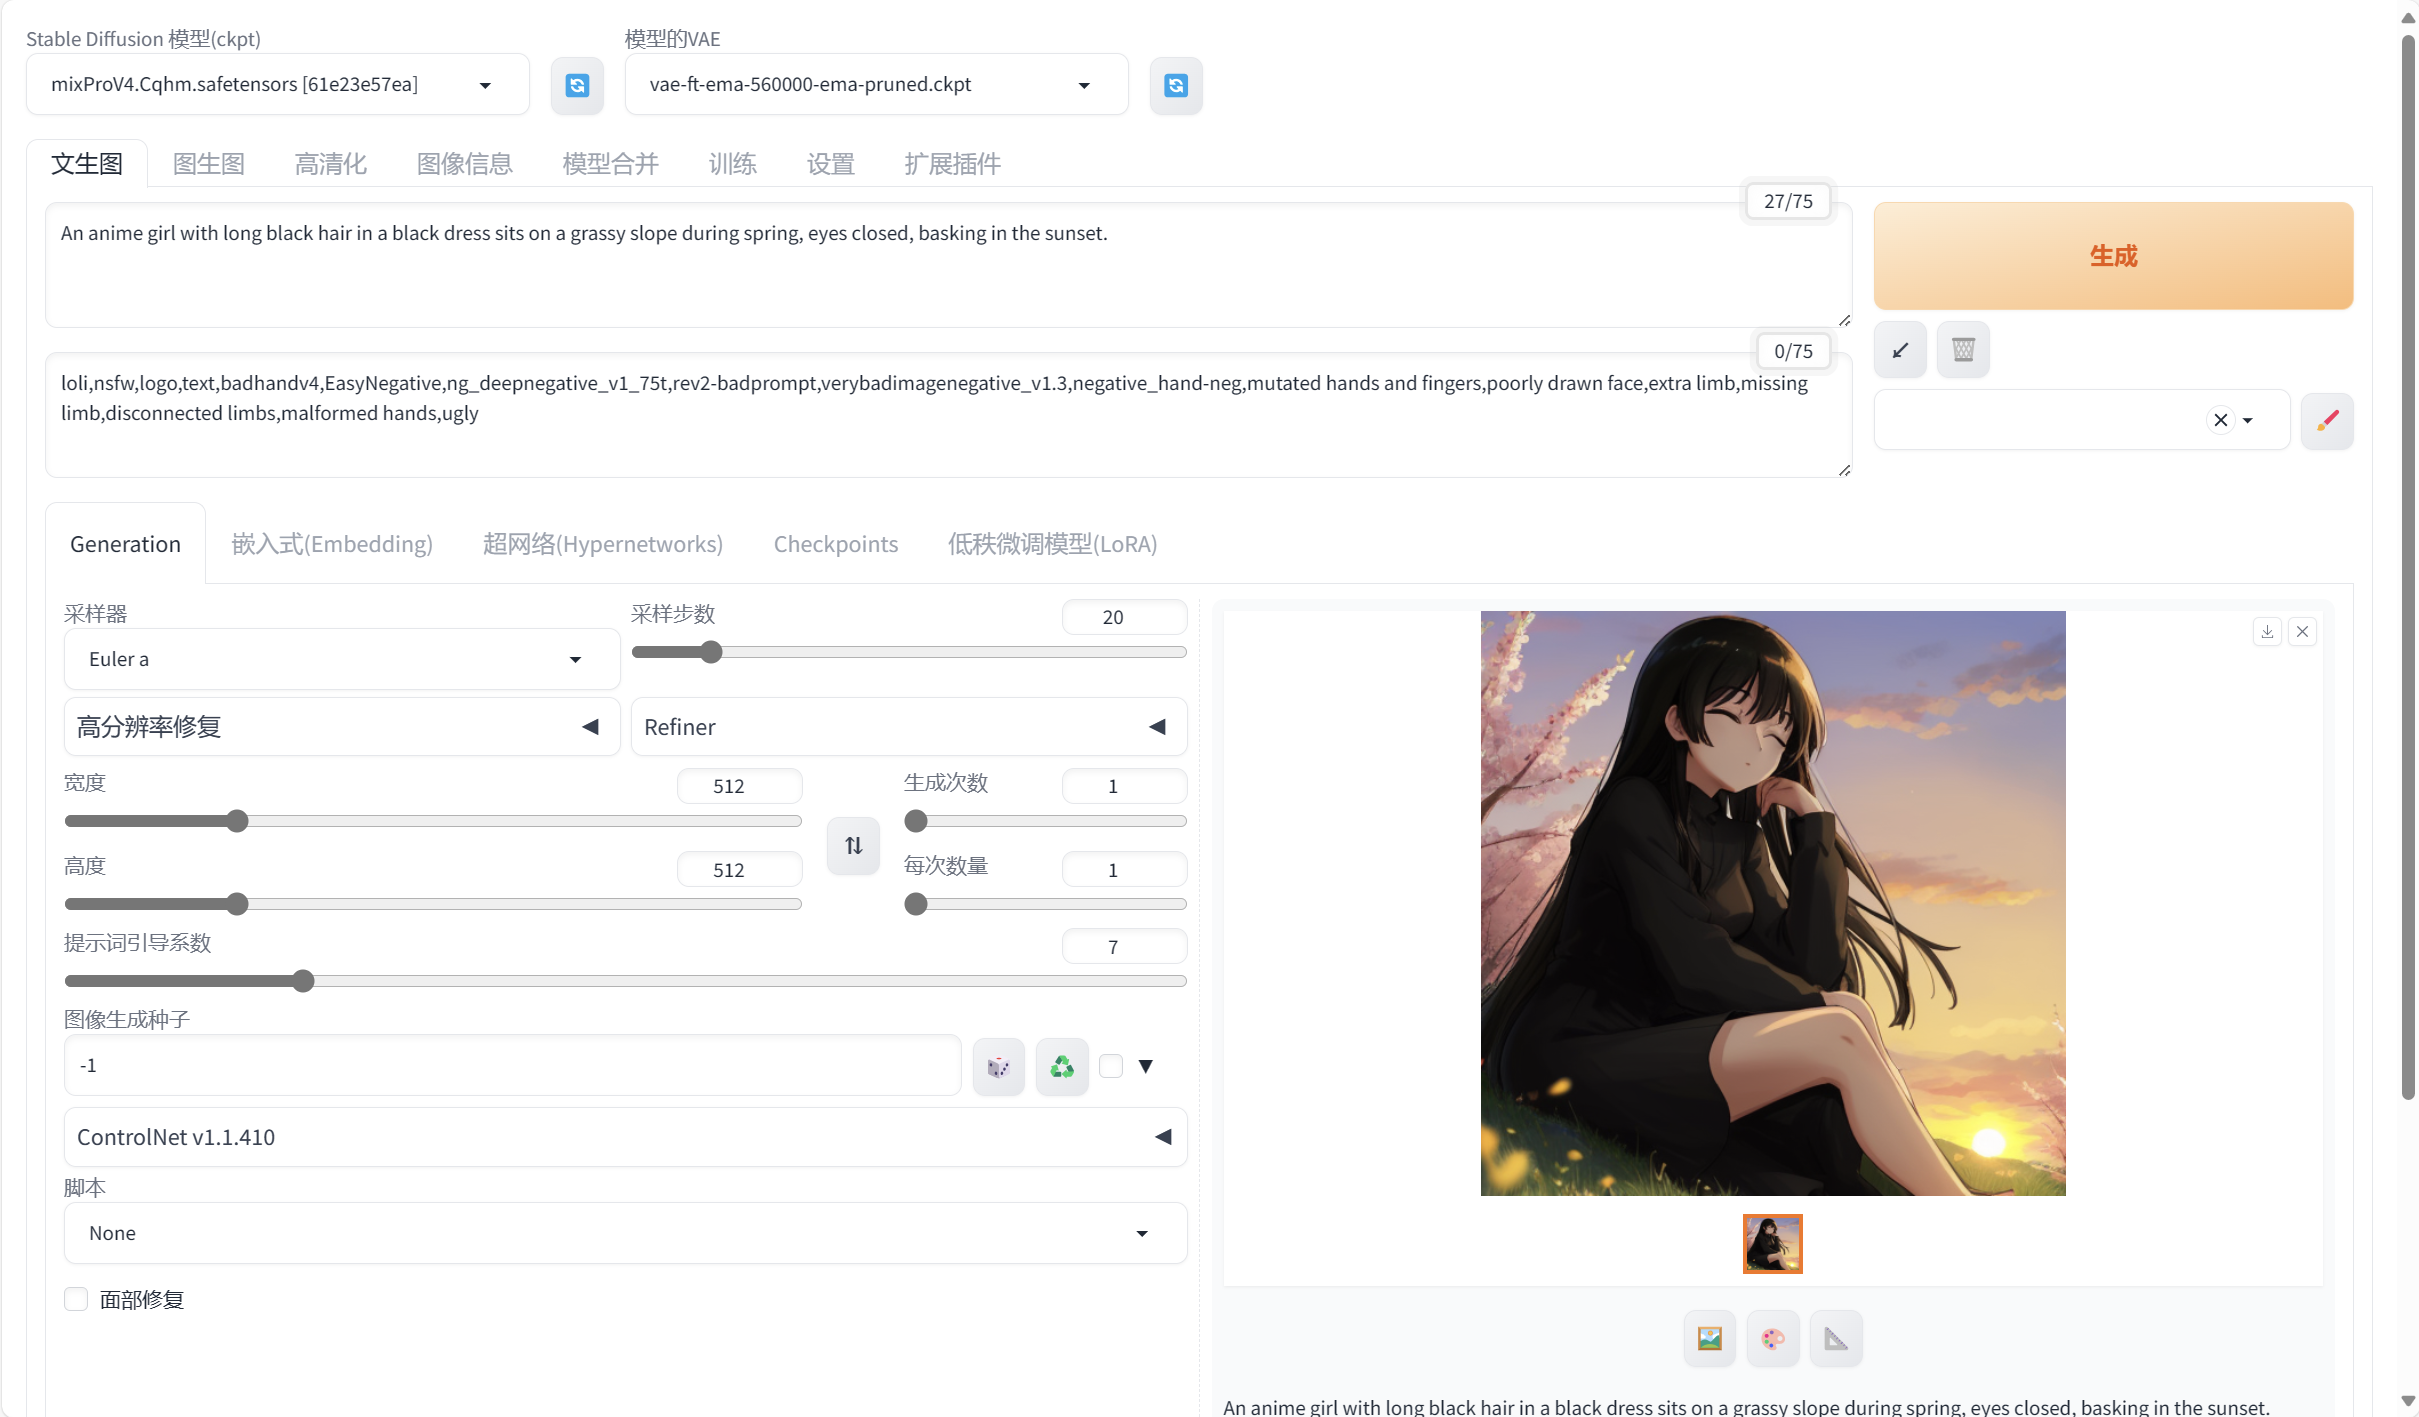 Stable Diffusion 模型(ckpt)
模型的VAE
mixProV4.Cqhm.safetensors [61e23e57ea]
vae-ft-ema-560000-ema-pruned.ckpt
文生图
图生图
高清化
图像信息
模型合并
训练
设置
扩展插件
27/75
An anime girl with long black hair in a black dress sits on a grassy slope during spring, eyes closed, basking in the sunset.
生成
0/75
loli,nsfw,logo,text,badhandv4,EasyNegative,ng_deepnegative_v1_75t,rev2-badprompt,verybadimagenegative_v1.3,negative_hand-neg,mutated hands and fingers,poorly drawn face,extra limb,missing
limb,disconnected limbs,malformed hands,ugly
Generation
嵌入式(Embedding)
超网络(Hypernetworks)
Checkpoints
低秩微调模型(LoRA)
采样器
Euler a
采样步数
20
高分辨率修复
Refiner
宽度
512
生成次数
1
高度
512
每次数量
1
提示词引导系数
7
图像生成种子
-1
ControlNet v1.1.410
脚本
None
面部修复
An anime girl with long black hair in a black dress sits on a grassy slope during spring, eyes closed, basking in the sunset.